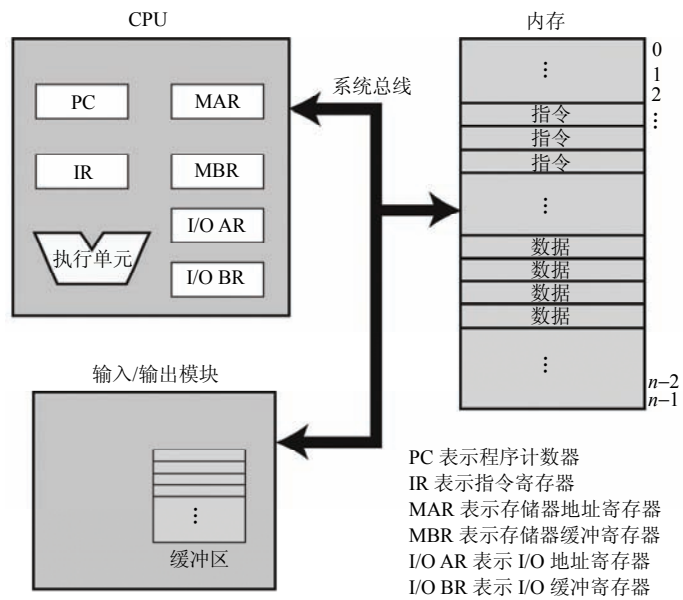 CPU
内存
系统总线
PC
MAR
IR
MBR
I/O AR
执行单元
I/O BR
0
⋮
1
2
指令
⋮
指令
指令
⋮
数据
数据
数据
数据
⋮
n−2
n−1
输入/输出模块
⋮
缓冲区
PC 表示程序计数器
IR 表示指令寄存器
MAR 表示存储器地址寄存器
MBR 表示存储器缓冲寄存器
I/O AR 表示 I/O 地址寄存器
I/O BR 表示 I/O 缓冲寄存器